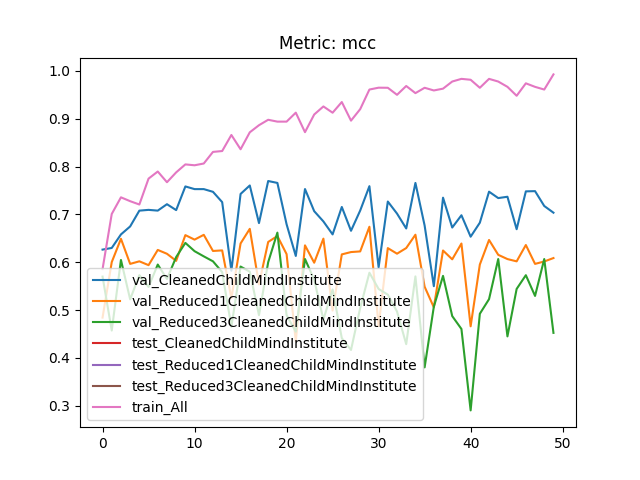 Metric: mcc
1.0
0.9
0.8
0.7
0.6
0.5
0.4
0.3
val_CleanedChildMindInstitute
val_Reduced1CleanedChildMindInstitute
val_Reduced3CleanedChildMindInstitute
test_CleanedChildMindInstitute
test_Reduced1CleanedChildMindInstitute
test_Reduced3CleanedChildMindInstitute
train_All
0 10 20 30 40 50